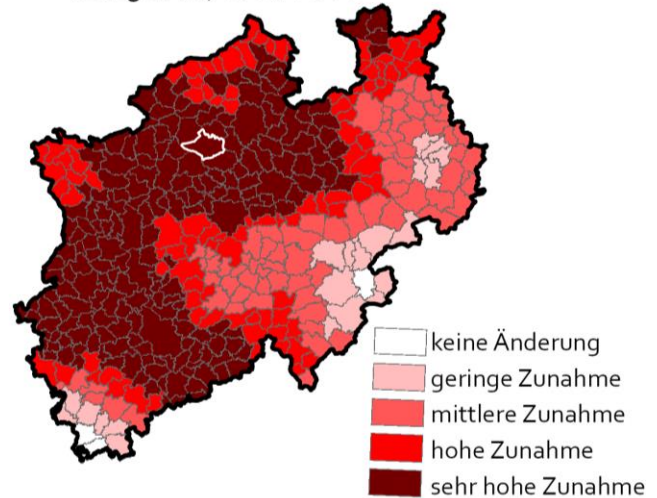 keine Änderung
geringe Zunahme
mittlere Zunahme
hohe Zunahme
sehr hohe Zunahme